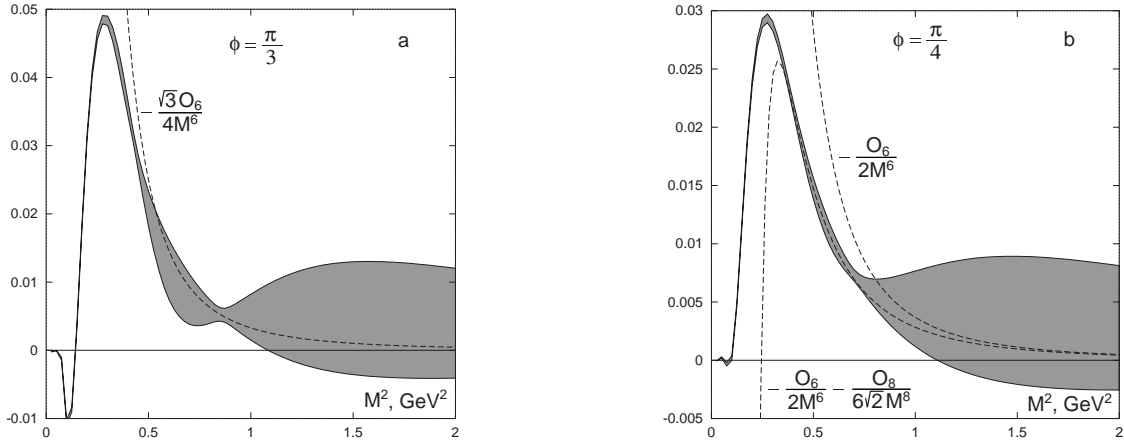 0.05
0.04
0.03
0.02
0.01
0
-0.01
0
0.5
1
1.5
2
ϕ = π/3
a
− √3 O₆ / 4M⁶
M², GeV²
0.03
0.025
0.02
0.015
0.01
0.005
0
-0.005
0
0.5
1
1.5
2
ϕ = π/4
b
− O₆ / 2M⁶
− O₆ / 2M⁶ − O₈ / 6√2 M⁸
M², GeV²